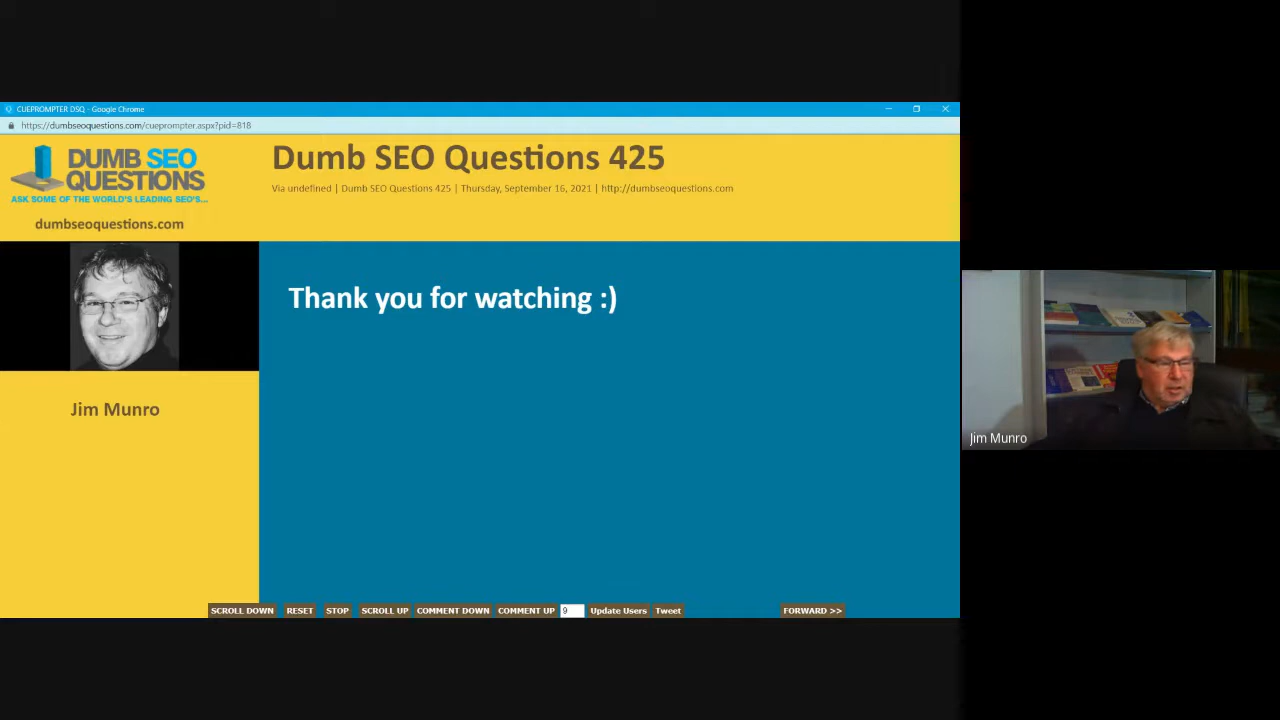 CUEPROMPTER DSQ - Google Chrome
https://dumbseoquestions.com/cueprompter.aspx?pid=818
DUMB SEO
QUESTIONS
ASK SOME OF THE WORLD'S LEADING SEO'S...
dumbseoquestions.com
Dumb SEO Questions 425
Via undefined | Dumb SEO Questions 425 | Thursday, September 16, 2021 | http://dumbseoquestions.com
Thank you for watching :)
Jim Munro
Jim Munro
SCROLL DOWN RESET STOP SCROLL UP COMMENT DOWN COMMENT UP 9 Update Users Tweet FORWARD >>